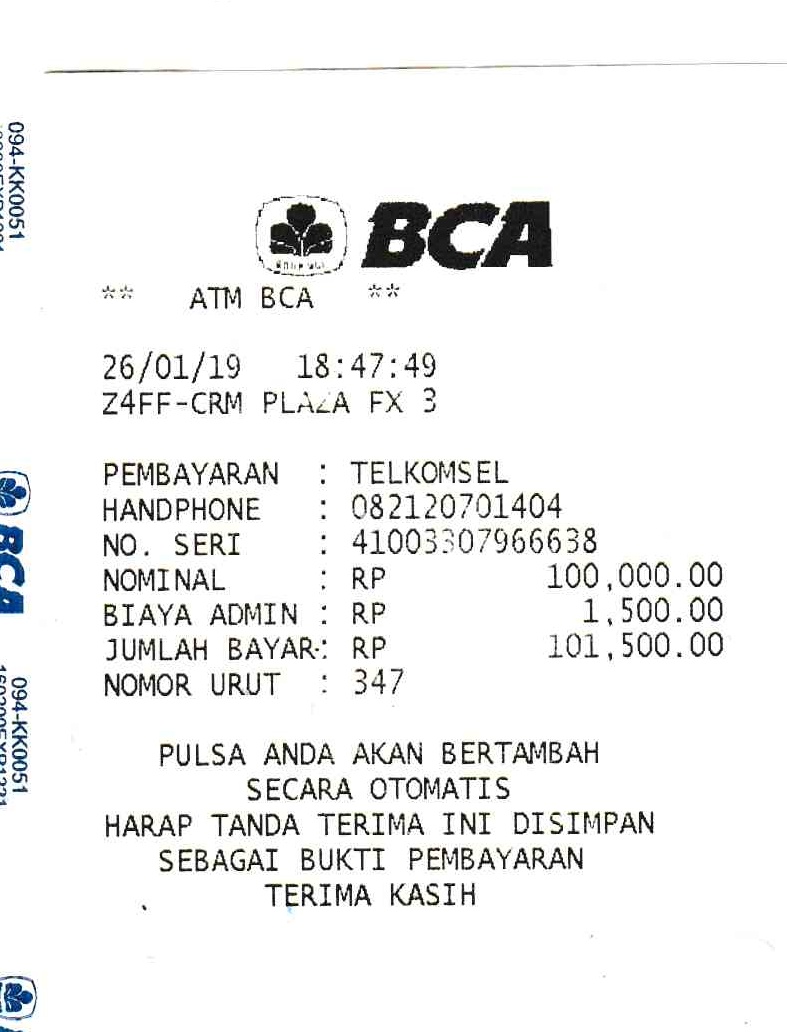 BCA
** ATM BCA **
26/01/19 18:47:49
Z4FF-CRM PLAZA FX 3
PEMBAYARAN : TELKOMSEL
HANDPHONE : 082120701404
NO. SERI : 41003307966638
NOMINAL : RP 100,000.00
BIAYA ADMIN : RP 1,500.00
JUMLAH BAYAR : RP 101,500.00
NOMOR URUT : 347
PULSA ANDA AKAN BERTAMBAH
SECARA OTOMATIS
HARAP TANDA TERIMA INI DISIMPAN
SEBAGAI BUKTI PEMBAYARAN
TERIMA KASIH
094-KK0051
BCA
094-KK0051